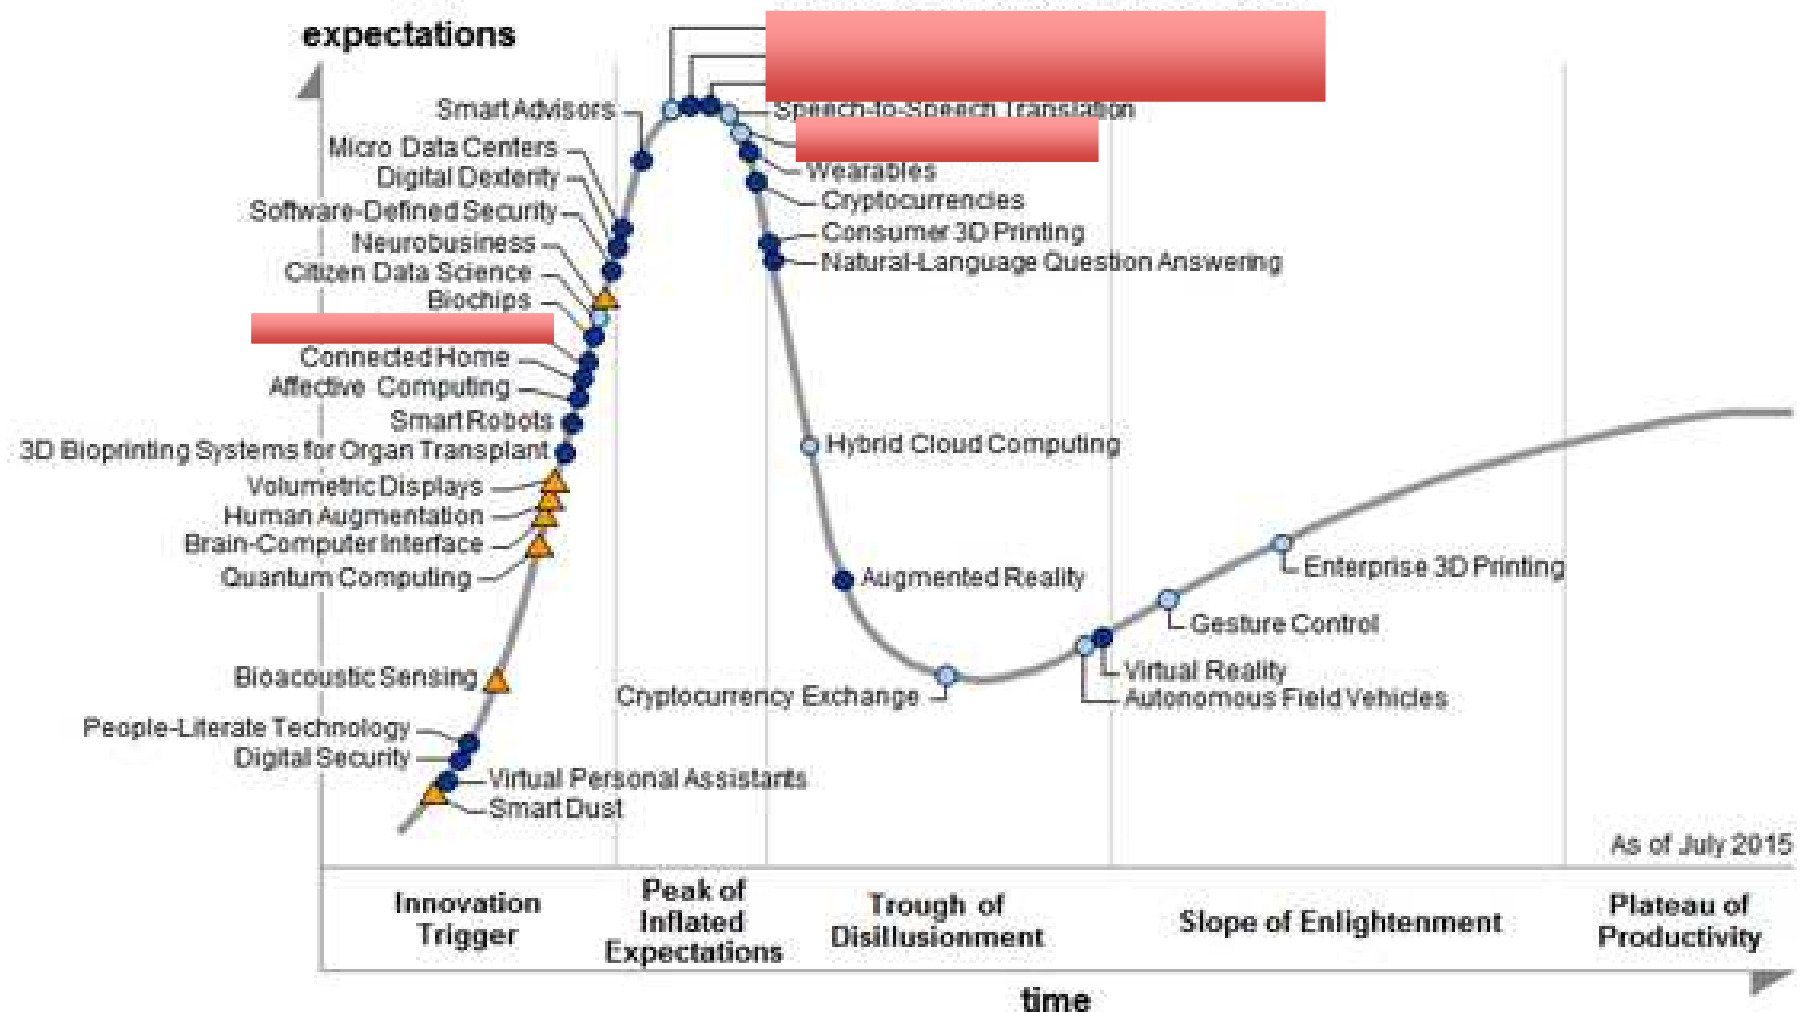 expectations
Smart Advisors
Speech-to-Speech Translation
Micro Data Centers
Digital Dexterity
Wearables
Software-Defined Security
Cryptocurrencies
Neurobusiness
Consumer 3D Printing
Citizen Data Science
Natural-Language Question Answering
Biochips
Connected Home
Affective Computing
Smart Robots
3D Bioprinting Systems for Organ Transplant
Hybrid Cloud Computing
Volumetric Displays
Human Augmentation
Brain-Computer Interface
Quantum Computing
Augmented Reality
Enterprise 3D Printing
Gesture Control
Bioacoustic Sensing
Virtual Reality
Cryptocurrency Exchange
Autonomous Field Vehicles
People-Literate Technology
Digital Security
Virtual Personal Assistants
Smart Dust
As of July 2015
Innovation
Trigger
Peak of
Inflated
Expectations
Trough of
Disillusionment
Slope of Enlightenment
Plateau of
Productivity
time